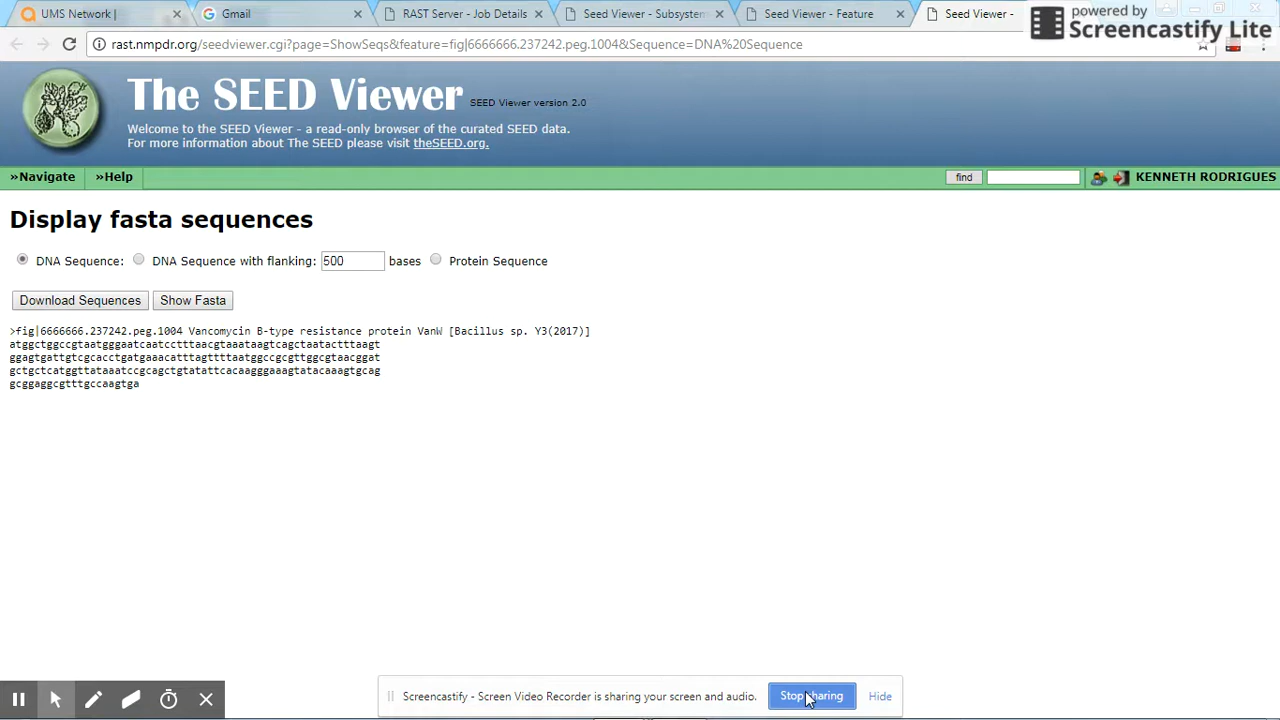 UMS Network |
Gmail
RAST Server - Job Details
Seed Viewer - Subsystem
Seed Viewer - Feature
Seed Viewer -
powered by
Screencastify Lite
rast.nmpdr.org/seedviewer.cgi?page=ShowSeqs&feature=fig|6666666.237242.peg.1004&Sequence=DNA%20Sequence
The SEED Viewer SEED Viewer version 2.0
Welcome to the SEED Viewer - a read-only browser of the curated SEED data.
For more information about The SEED please visit theSEED.org.
»Navigate »Help find KENNETH RODRIGUES
Display fasta sequences
DNA Sequence: DNA Sequence with flanking: 500 bases Protein Sequence
Download Sequences Show Fasta
>fig|6666666.237242.peg.1004 Vancomycin B-type resistance protein VanW [Bacillus sp. Y3(2017)]
atggctggccgtaatgggaatcaatcctttaacgtaaataagtcagctaatactttaagt
ggagtgattgtcgcacctgatgaaacatttagttttaatggccgcgttggcgtaacggat
gctgctcatggttataaatccgcagctgtatattcacaagggaaagtatacaaagtgcag
gcggaggcgtttgccaagtga
Screencastify - Screen Video Recorder is sharing your screen and audio. Stop sharing Hide